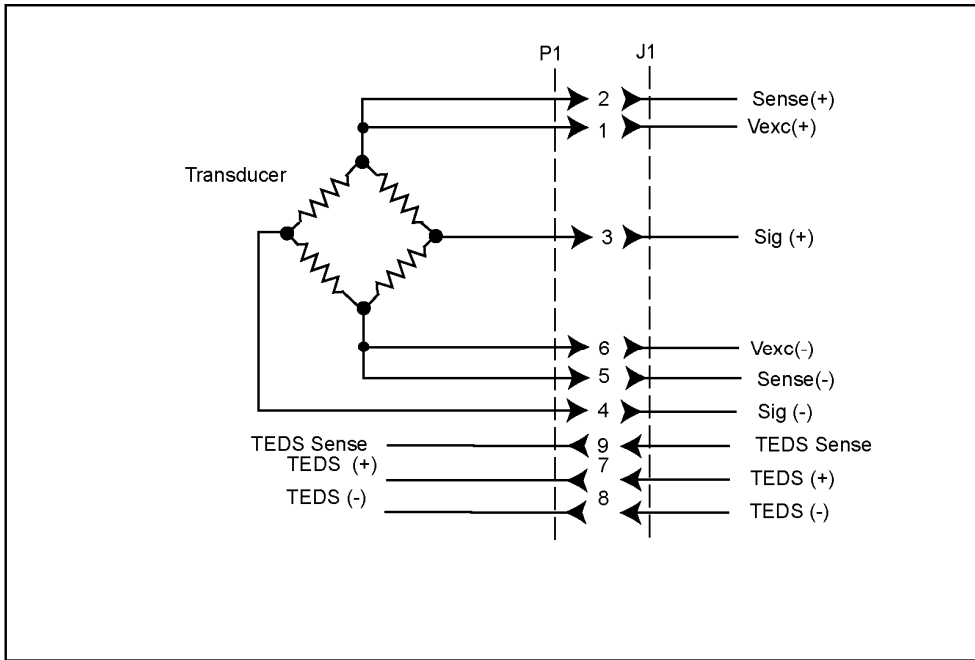 P1 J1
2 Sense(+)
1 Vexc(+)
Transducer
3 Sig (+)
6 Vexc(-)
5 Sense(-)
4 Sig (-)
TEDS Sense 9 TEDS Sense
TEDS (+) 7 TEDS (+)
TEDS (-) 8 TEDS (-)